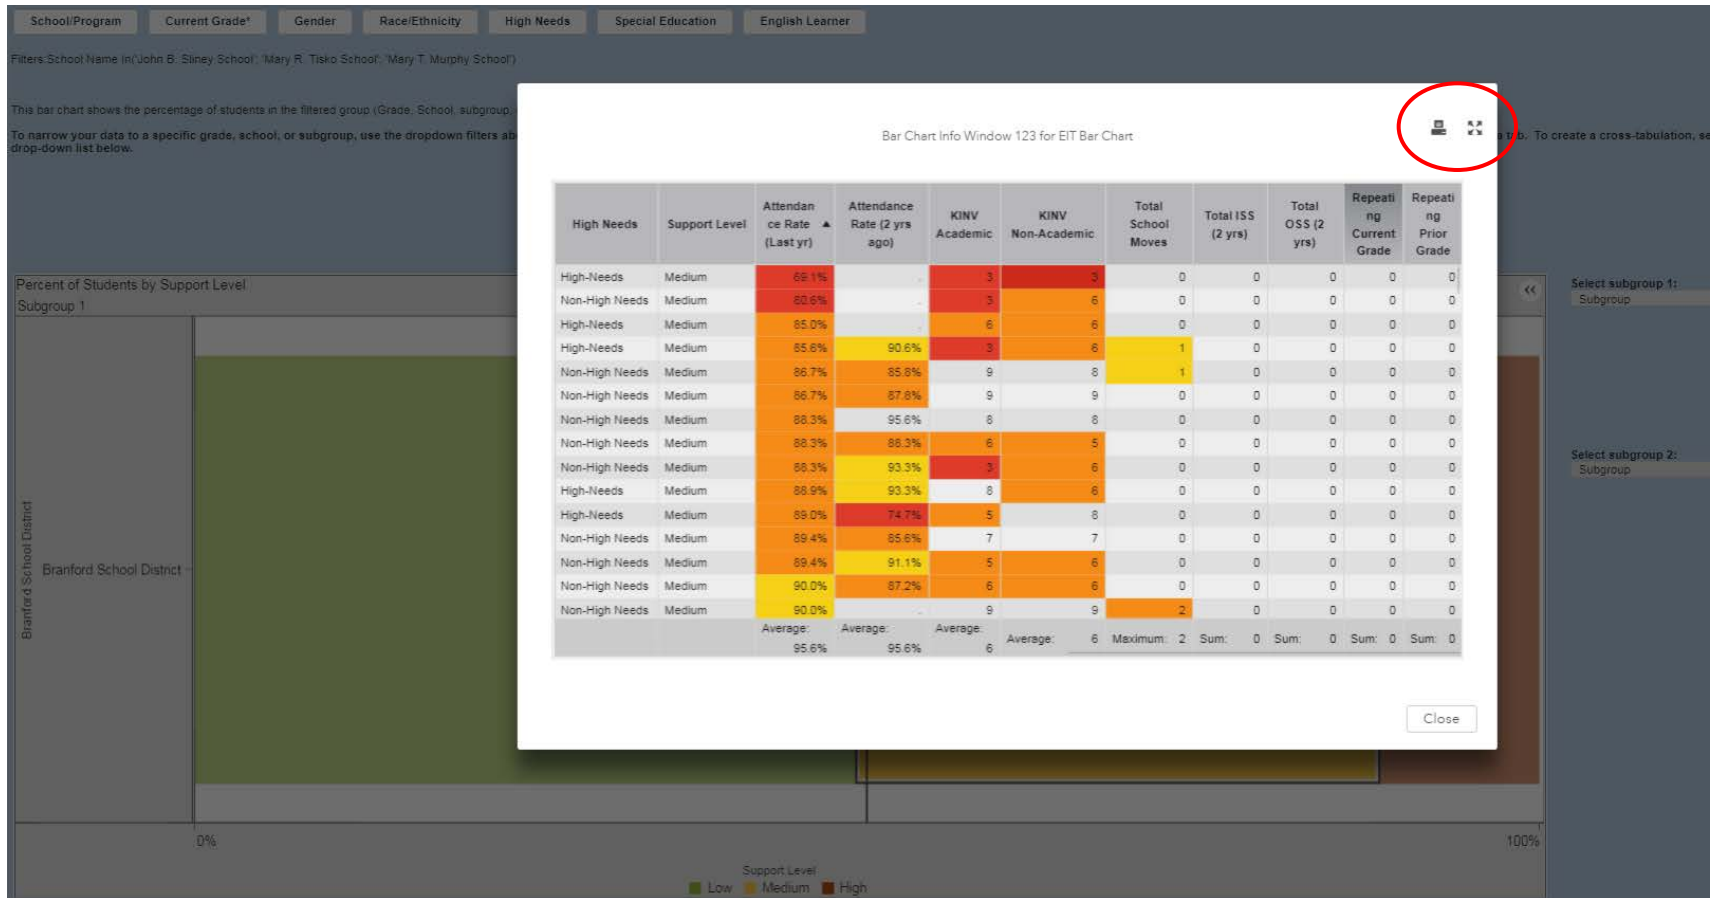 School/Program Current Grade* Gender Race/Ethnicity High Needs Special Education English Learner
Filters:School Name In('John B. Sliney School', 'Mary R. Tisko School', 'Mary T. Murphy School')
This bar chart shows the percentage of students in the filtered group (Grade, School, subgroup,
To narrow your data to a specific grade, school, or subgroup, use the dropdown filters
tab. To create a cross-tabulation,
drop-down list below.
Bar Chart Info Window 123 for EIT Bar Chart
High Needs Support Level Attendan ce Rate (Last yr) ▲ Attendance Rate (2 yrs ago) KINV Academic KINV Non-Academic Total School Moves Total ISS (2 yrs) Total OSS (2 yrs) Repeati ng Current Grade Repeati ng Prior Grade
High-Needs Medium 69.1% . 3 3 0 0 0 0 0
Non-High Needs Medium 80.6% . 3 6 0 0 0 0 0
High-Needs Medium 85.0% . 6 6 0 0 0 0 0
High-Needs Medium 85.6% 90.6% 3 6 1 0 0 0 0
Non-High Needs Medium 86.7% 85.8% 9 8 1 0 0 0 0
Non-High Needs Medium 86.7% 87.8% 9 9 0 0 0 0 0
Non-High Needs Medium 88.3% 95.6% 8 8 0 0 0 0 0
Non-High Needs Medium 88.3% 88.3% 6 5 0 0 0 0 0
Non-High Needs Medium 88.3% 93.3% 3 6 0 0 0 0 0
High-Needs Medium 88.9% 93.3% 8 6 0 0 0 0 0
High-Needs Medium 89.0% 74.7% 5 8 0 0 0 0 0
Non-High Needs Medium 89.4% 85.6% 7 7 0 0 0 0 0
Non-High Needs Medium 89.4% 91.1% 5 6 0 0 0 0 0
Non-High Needs Medium 90.0% 87.2% 6 6 0 0 0 0 0
Non-High Needs Medium 90.0% . 9 9 2 0 0 0 0
Average: 95.6% Average: 95.6% Average: 6 Average: 6 Maximum: 2 Sum: 0 Sum: 0 Sum: 0 Sum: 0
Close
Percent of Students by Support Level
Subgroup 1
Branford School District
Branford School District
0% 100%
Support Level
Low Medium High
Select subgroup 1:
Subgroup
Select subgroup 2:
Subgroup